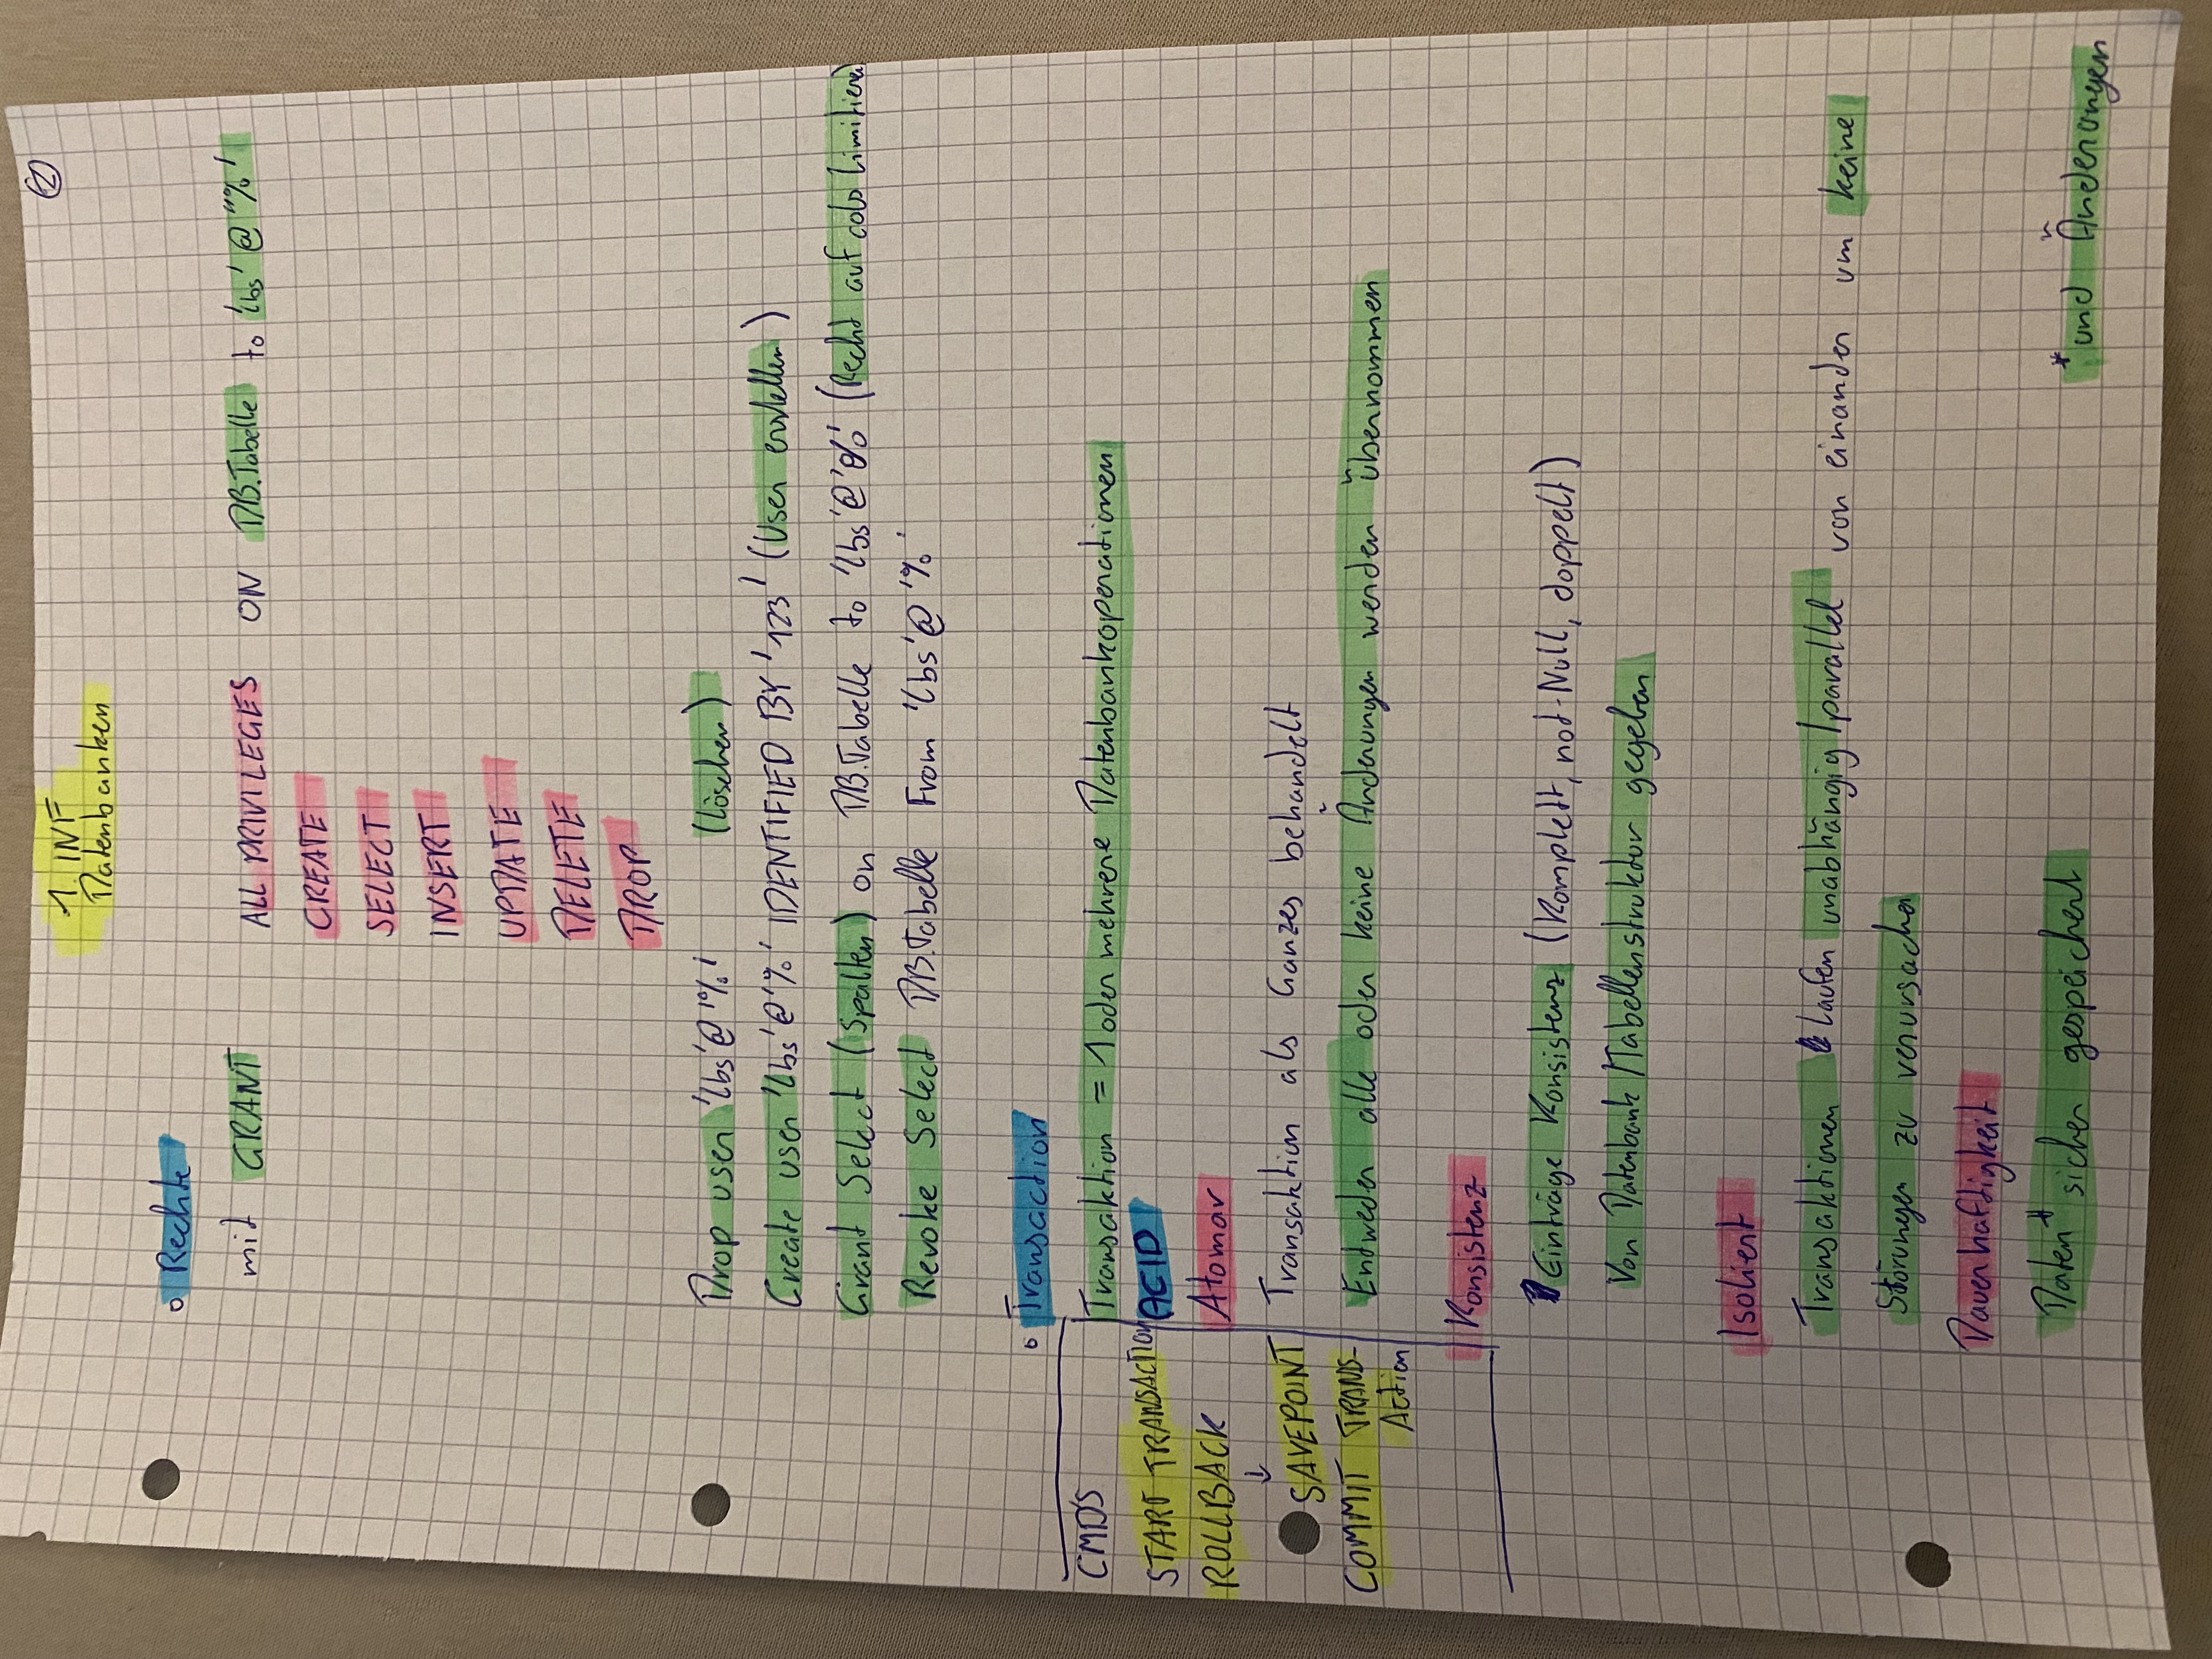 ②
1. INF
Datenbanken
Rechte
mit GRANT ALL PRIVILEGES ON DB.Tabelle to 'lbs'@"%'
CREATE
SELECT
INSERT
UPDATE
DELETE
DROP
Drop user 'lbs'@'%' (löschen)
Create user 'lbs'@'%' IDENTIFIED BY '123' (User erstellen)
Grant Select (Spalten) on DB.Tabelle to 'lbs'@'%' (Recht auf cols limitieren)
Revoke Select DB.Tabelle From 'lbs'@'%'
Transaction
CMD'S
START TRANSACTION
ROLLBACK
↓
SAVEPOINT
COMMIT TRANS-
Action
Transaktion = 1 oder mehrere Datenbankoperationen
ACID
Atomar
Transaktion als Ganzes behandelt
Entweder alle oder keine Änderungen werden übernommen
Konsistenz
Einträge Konsistenz (Komplett, not-Null, doppelt)
Von Datenbank/Tabellenstruktur gegeben
Isoliert
Transaktionen laufen unabhängig/parallel von einander um keine
Störungen zu verursachen
Dauerhaftigkeit
Daten* sicher gespeichert
*und Änderungen